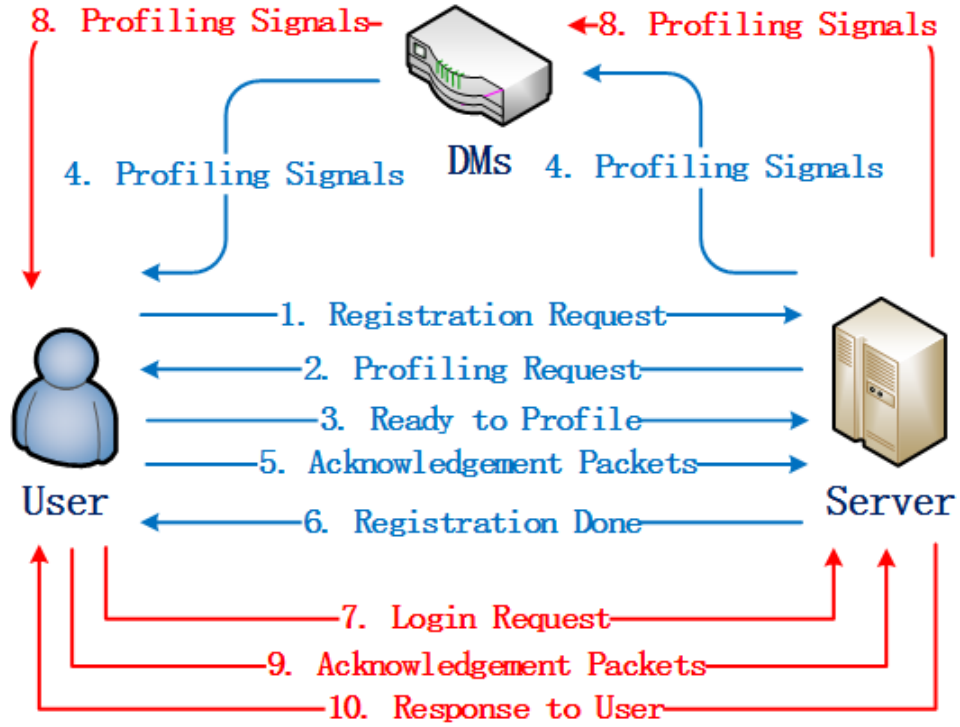 8. Profiling Signals
8. Profiling Signals
DMs
4. Profiling Signals
4. Profiling Signals
1. Registration Request
2. Profiling Request
3. Ready to Profile
5. Acknowledgement Packets
User
Server
6. Registration Done
7. Login Request
9. Acknowledgement Packets
10. Response to User